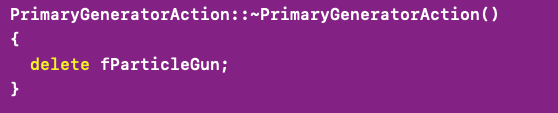 PrimaryGeneratorAction::~PrimaryGeneratorAction()
{
  delete fParticleGun;
}